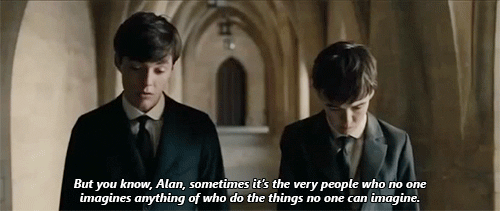 But you know, Alan, sometimes it's the very people who no one
imagines anything of who do the things no one can imagine.